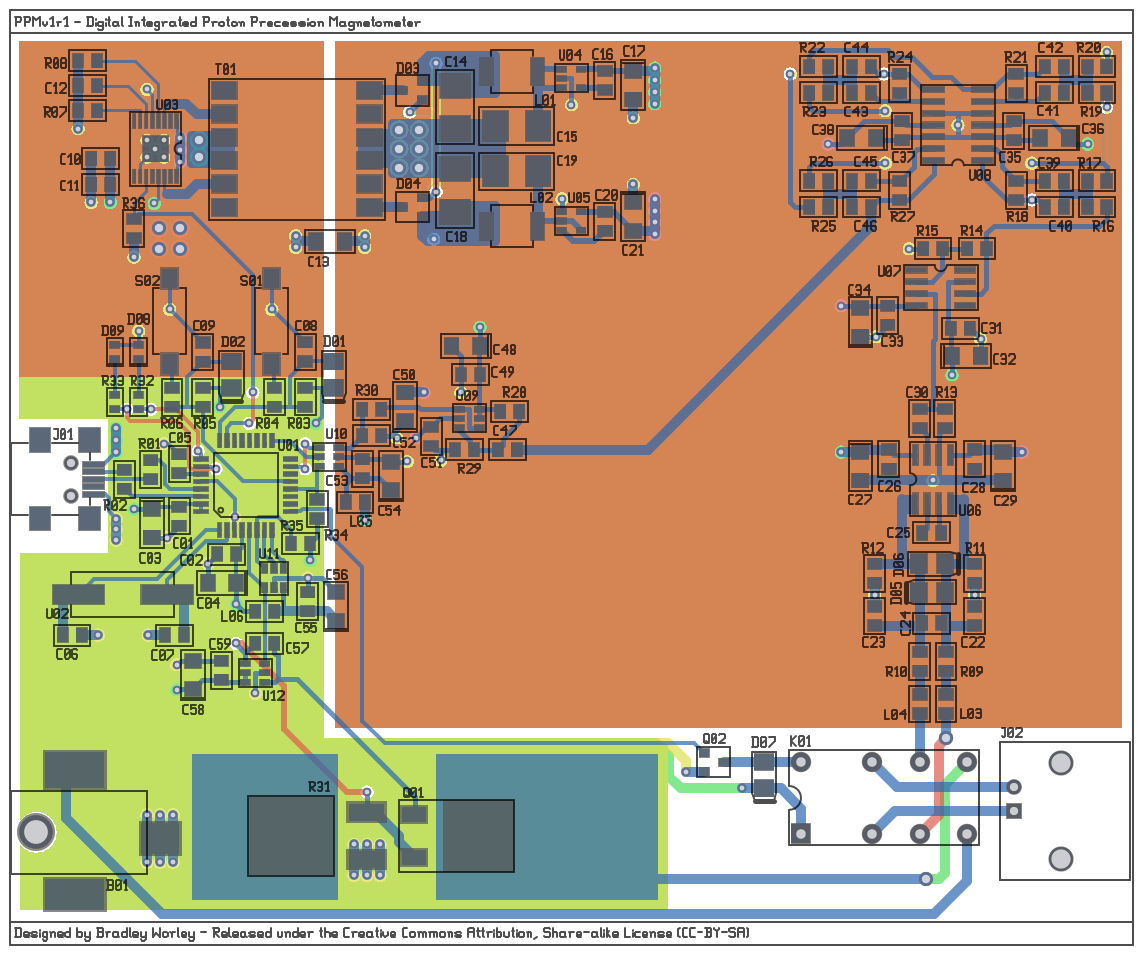 PPMv1r1 - Digital Integrated Proton Precession Magnetometer
R08
C12
R07
U03
T01
D03
C14
L01
U04
C16
C17
C15
C19
L02
U05
C20
C21
D04
C18
C13
C10
C11
R36
R22
C44
R24
R21
C42
R20
R23
C43
R19
C41
C38
C37
C35
C36
R26
C45
U08
C39
R17
R25
C46
R27
R18
C40
R16
R15
R14
U07
C34
C33
C31
C32
S02
S01
D09
D08
C09
D02
C08
D01
R33
R32
R06
R05
R04
R03
C48
C49
C50
R30
U09
R28
C47
C52
C51
R29
U10
C53
C54
L05
C30
R13
C26
C27
C28
C29
U06
C25
J01
R01
C05
U01
R02
C03
C01
C02
R35
R34
U11
C04
C56
L06
C55
U02
C06
C07
C59
C57
C58
U12
R12
D06
R11
D05
C23
C24
C22
R10
R09
L04
L03
Q02
D07
K01
J02
R31
Q01
B01
Designed by Bradley Worley - Released under the Creative Commons Attribution, Share-alike License (CC-BY-SA)